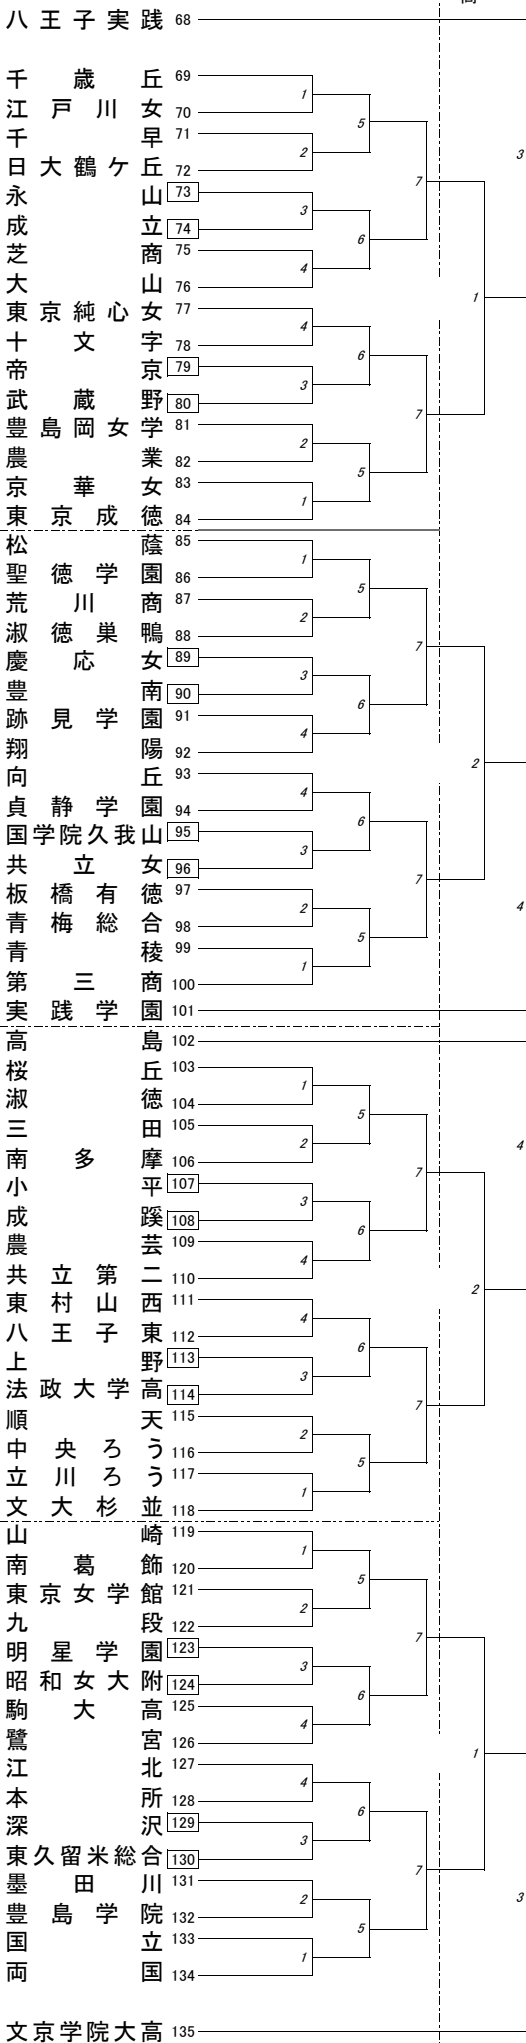 高
八王子実践 68
3
千歳丘 69
1
江戸川女 70
5
千早 71
2
日大鶴ケ丘 72
7
永山 73
3
成立 74
6
芝商 75
4
大山 76
1
東京純心女 77
4
十文字 78
6
帝京 79
3
武蔵野 80
7
豊島岡女学 81
2
農業 82
5
京華女 83
1
東京成徳 84
松蔭 85
1
聖徳学園 86
5
荒川商 87
2
淑徳巣鴨 88
7
慶応女 89
3
豊南 90
6
跡見学園 91
4
翔陽 92
2
向丘 93
4
貞静学園 94
6
国学院久我山 95
3
共立女 96
7
板橋有徳 97
2
4
青梅総合 98
5
青稜 99
1
第三商 100
実践学園 101
高島 102
桜丘 103
1
淑徳 104
5
三田 105
2
4
南多摩 106
7
小平 107
3
成蹊 108
6
農芸 109
4
共立第二 110
2
東村山西 111
4
八王子東 112
6
上野 113
3
法政大学高 114
7
順天 115
2
中央ろう 116
5
立川ろう 117
1
文大杉並 118
山崎 119
1
南葛飾 120
5
東京女学館 121
2
九段 122
7
明星学園 123
3
昭和女大附 124
6
駒大高 125
4
鷺宮 126
1
江北 127
4
本所 128
6
深沢 129
3
東久留米総合 130
7
墨田川 131
2
3
豊島学院 132
5
国立 133
1
両国 134
文京学院大高 135